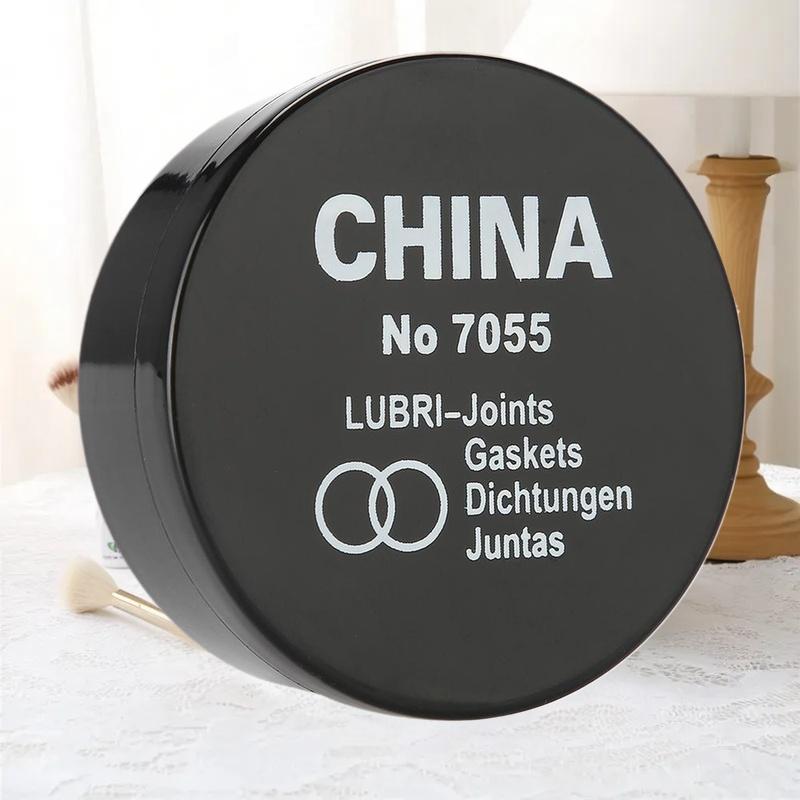 CHINA
No 7055
LUBRI-Joints
Gaskets
Dichtungen
Juntas